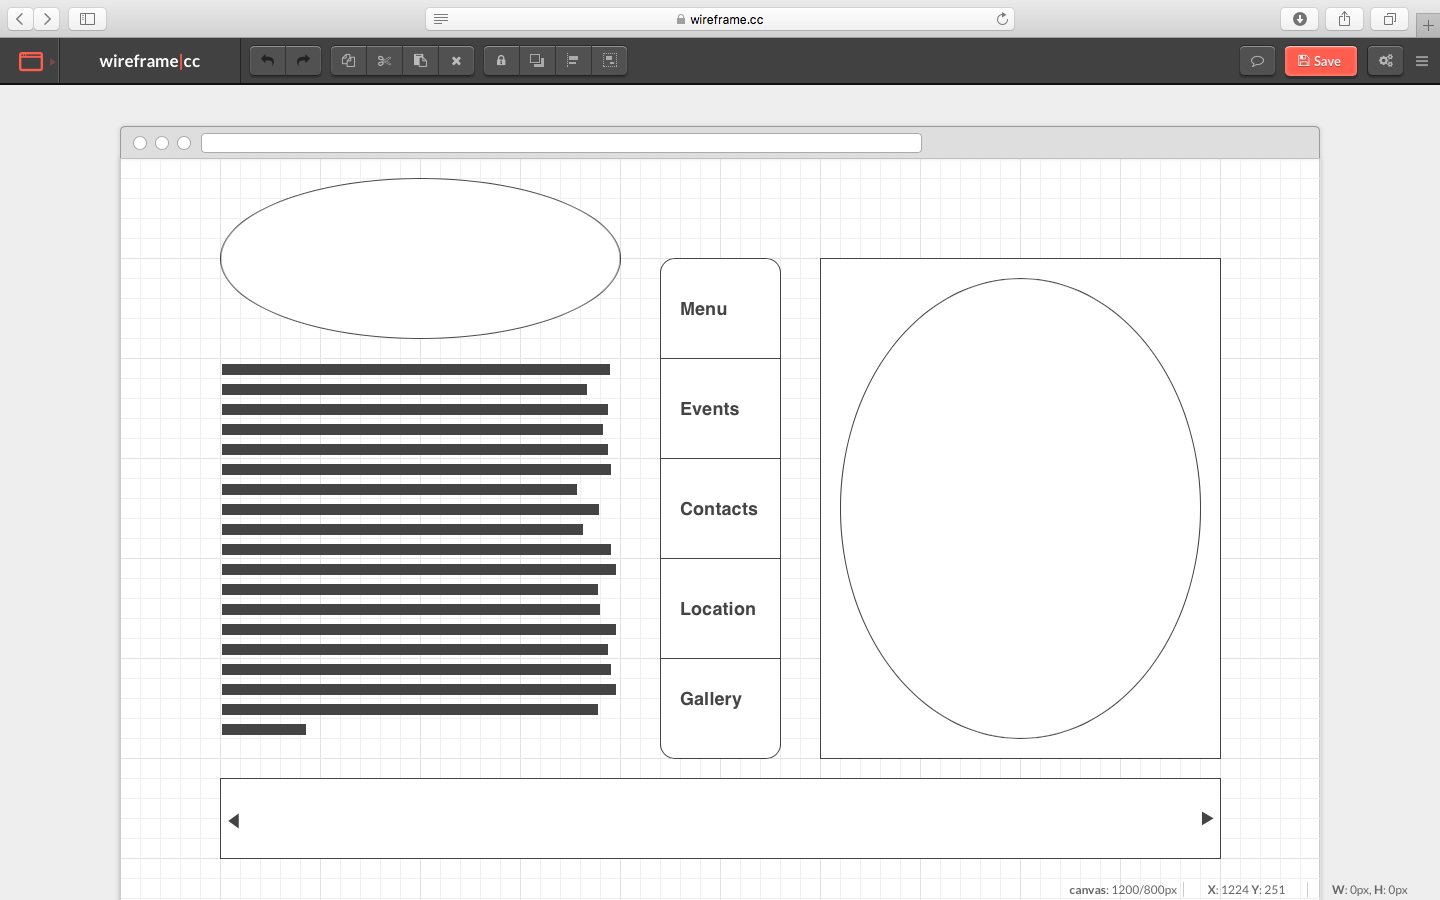 wireframe.cc
wireframe|cc
Save
Menu
Events
Contacts
Location
Gallery
canvas: 1200/800px
X: 1224 Y: 251
W: 0px, H: 0px